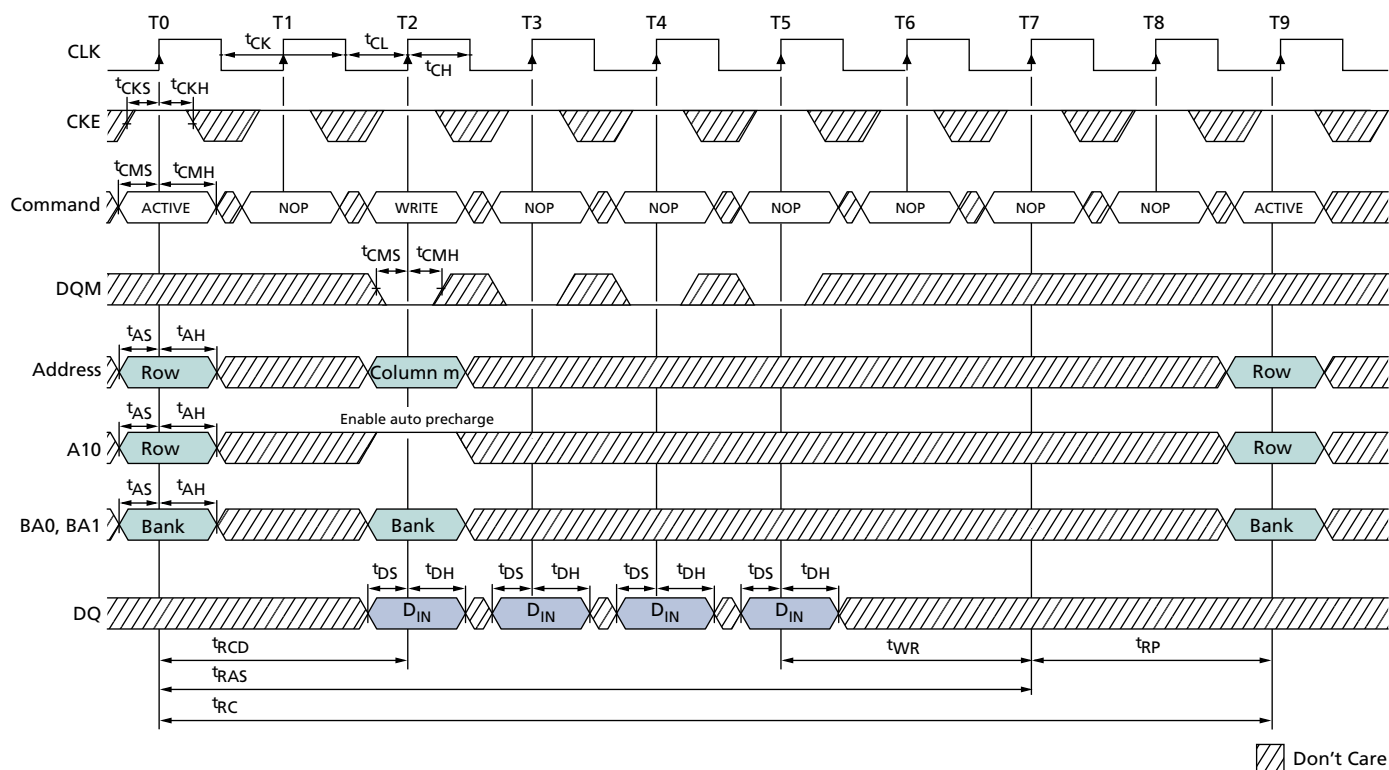 T0 T1 T2 T3 T4 T5 T6 T7 T8 T9
CLK tCK tCL tCH
tCKS tCKH
CKE
tCMS tCMH
Command ACTIVE NOP WRITE NOP NOP NOP NOP NOP NOP ACTIVE
tCMS tCMH
DQM
tAS tAH
Address Row Column m Row
tAS tAH Enable auto precharge
A10 Row Row
tAS tAH
BA0, BA1 Bank Bank Bank
tDS tDH tDS tDH tDS tDH tDS tDH
DQ DIN DIN DIN DIN
tRCD tWR tRP
tRAS
tRC
Don't Care